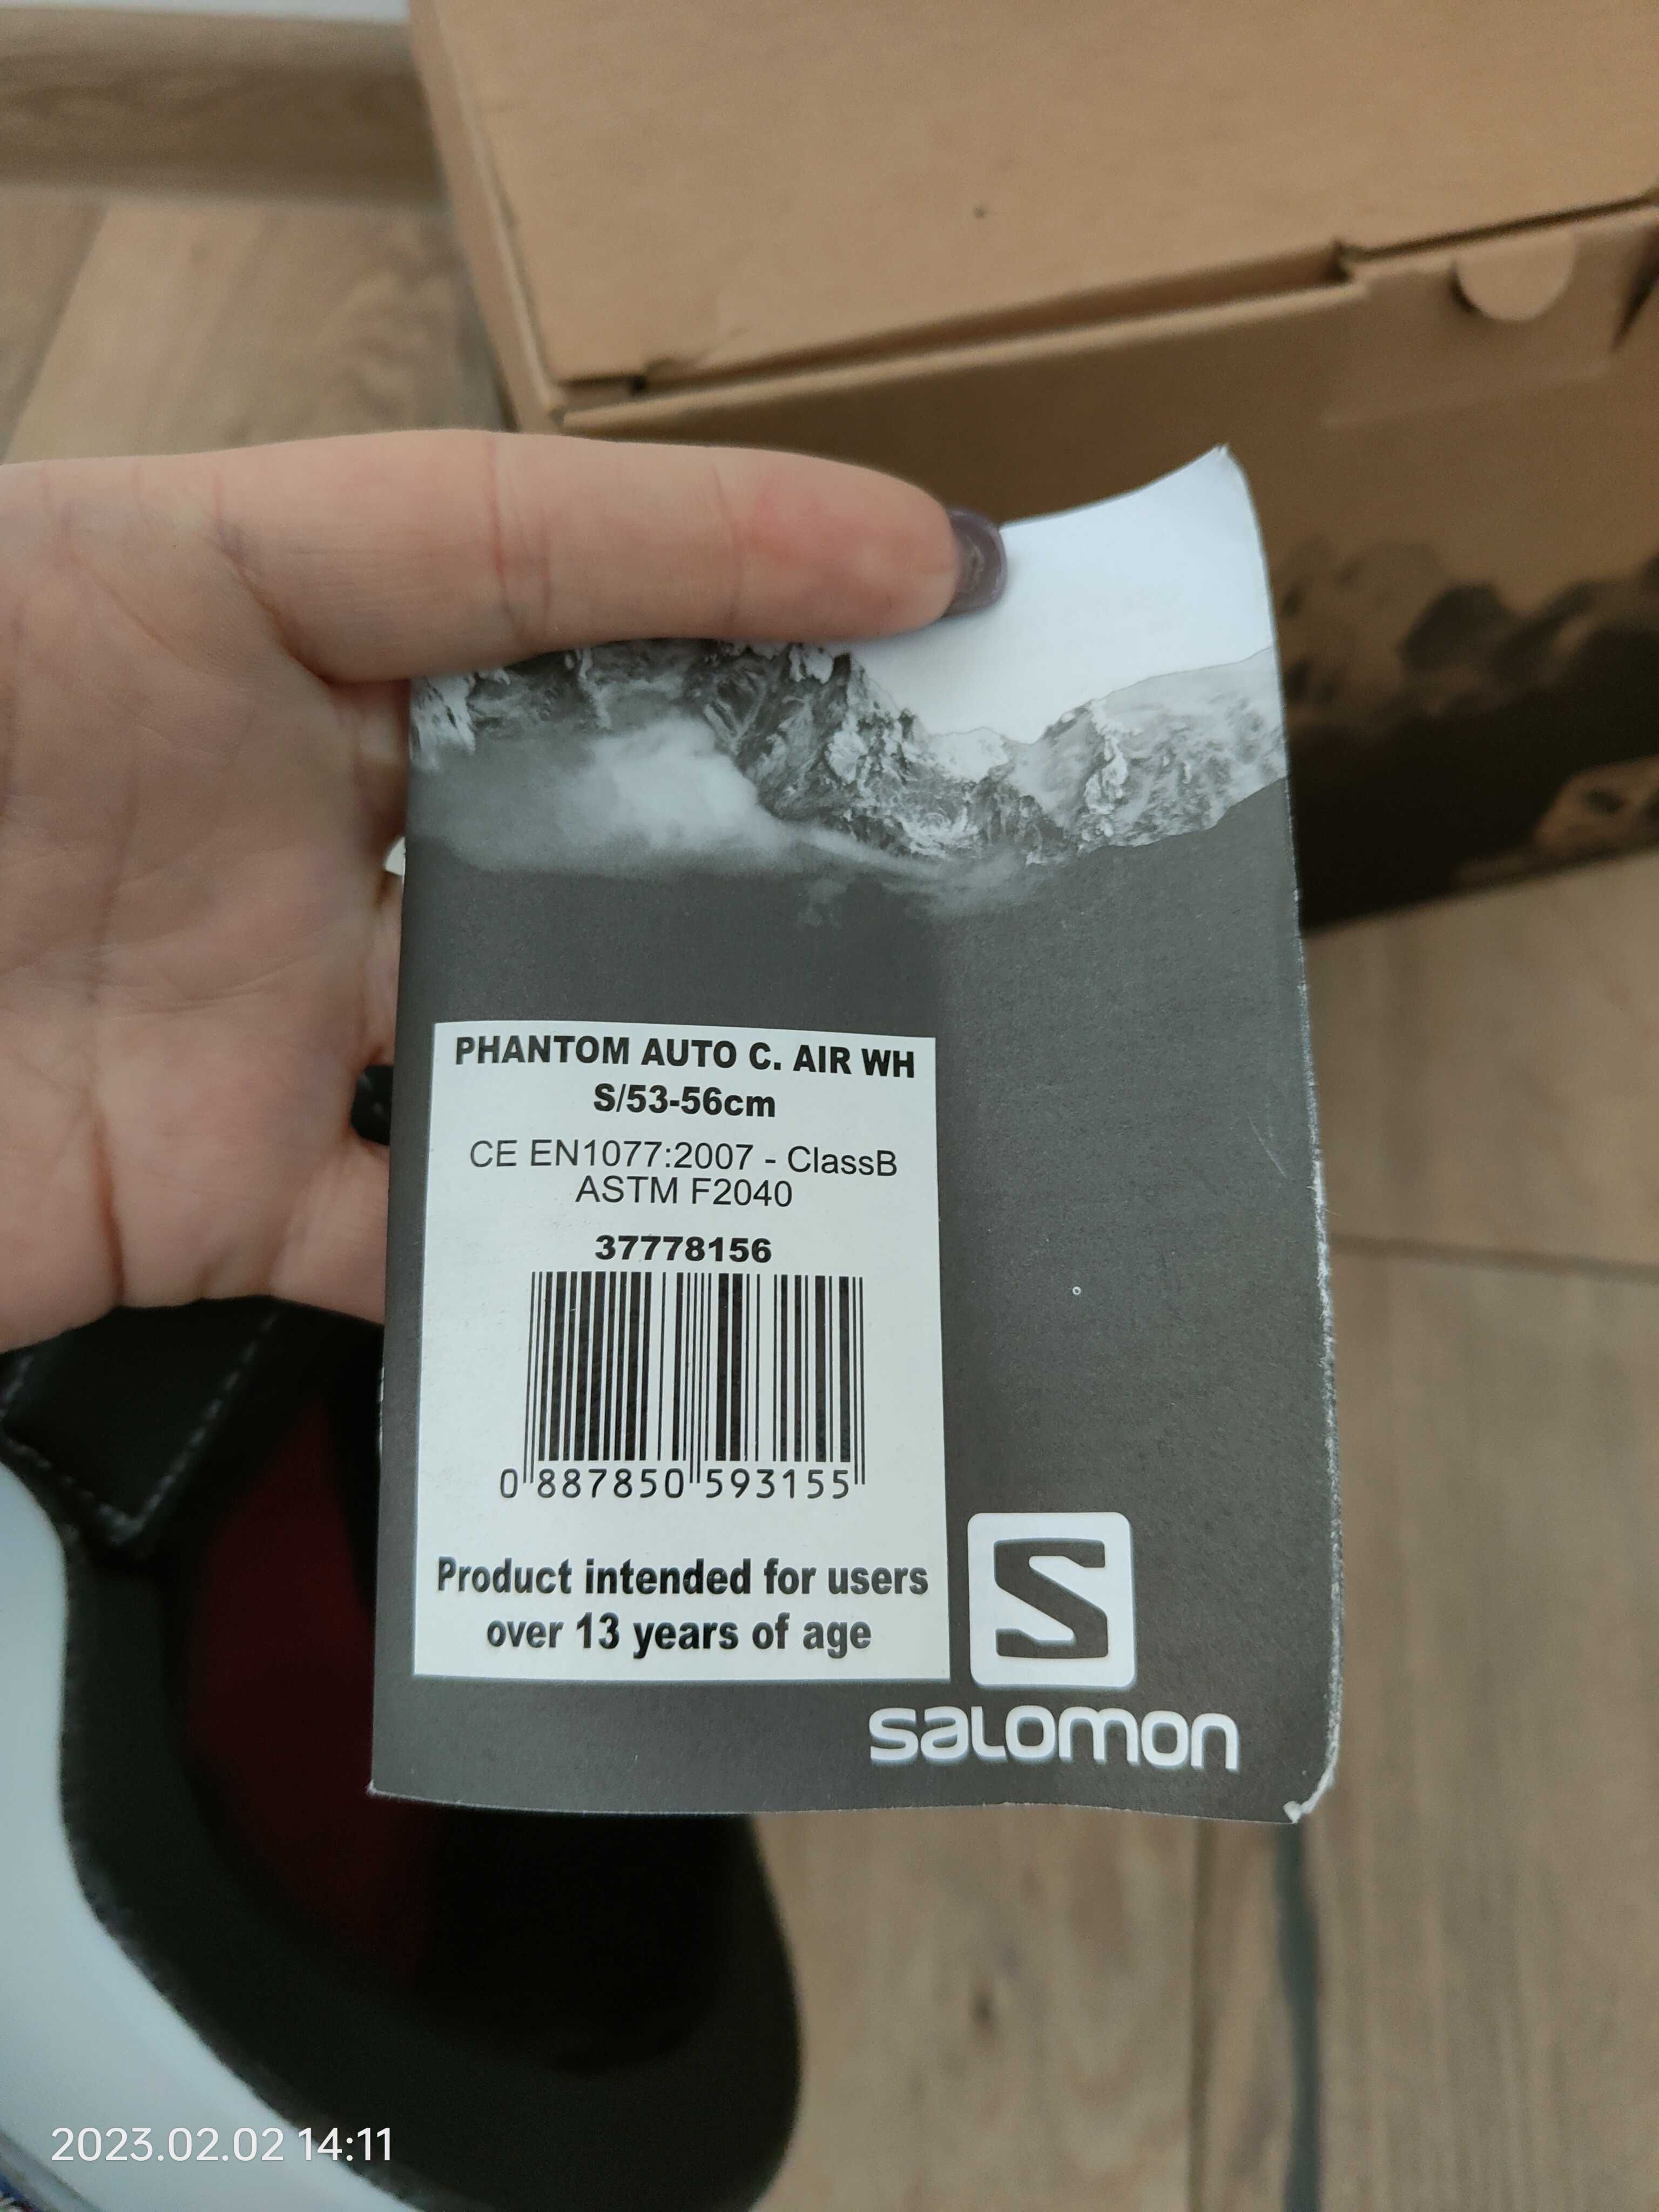 PHANTOM AUTO C. AIR WH
S/53-56cm
CE EN1077:2007 - ClassB
ASTM F2040
37778156
0 887850 593155
Product intended for users
over 13 years of age
S
salomon
2023.02.02 14:11